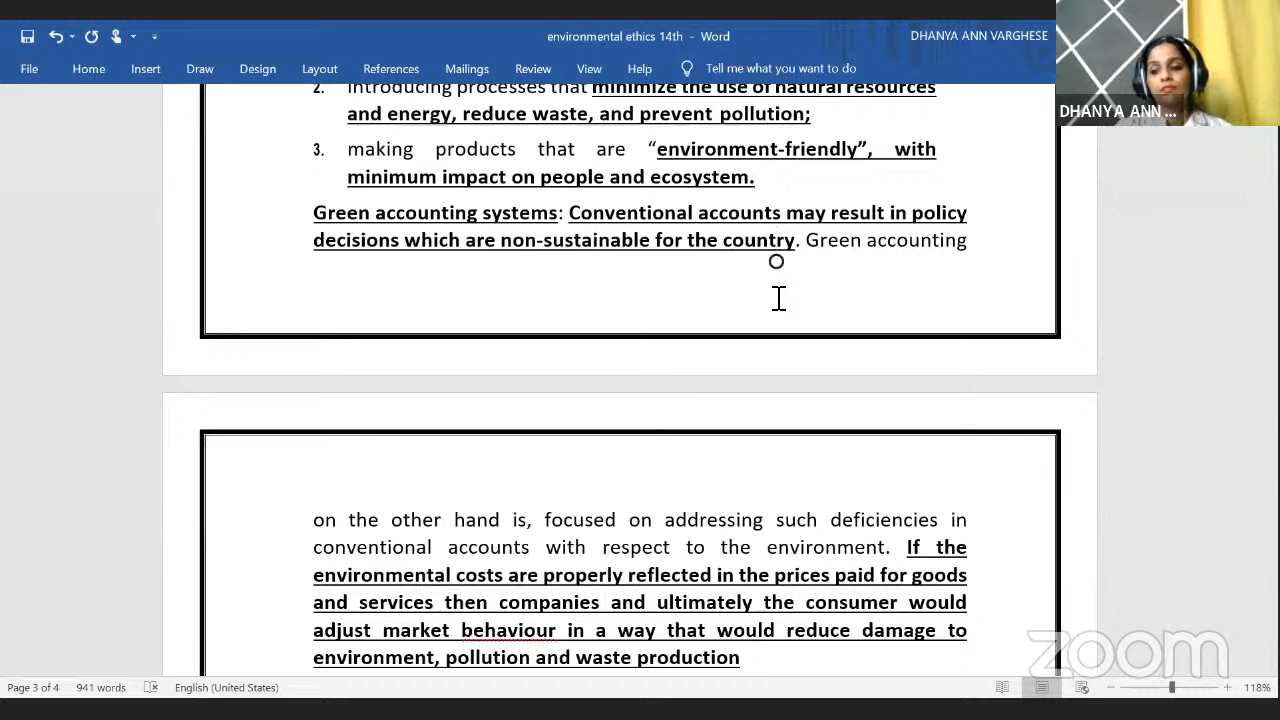 environmental ethics 14th - Word
DHANYA ANN VARGHESE
File Home Insert Draw Design Layout References Mailings Review View Help Tell me what you want to do
DHANYA ANN ...
2. introducing processes that minimize the use of natural resources
and energy, reduce waste, and prevent pollution;
3. making products that are “environment-friendly”, with
minimum impact on people and ecosystem.
Green accounting systems: Conventional accounts may result in policy
decisions which are non-sustainable for the country. Green accounting
on the other hand is, focused on addressing such deficiencies in
conventional accounts with respect to the environment. If the
environmental costs are properly reflected in the prices paid for goods
and services then companies and ultimately the consumer would
adjust market behaviour in a way that would reduce damage to
environment, pollution and waste production
zoom
Page 3 of 4 941 words English (United States) 118%